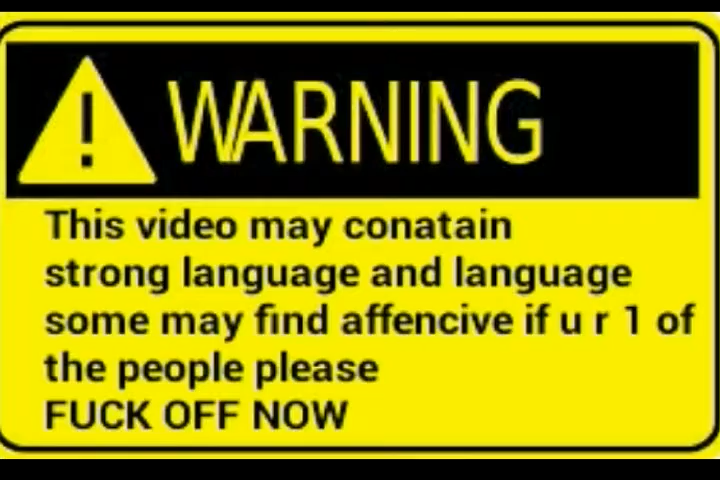 WARNING
This video may conatain
strong language and language
some may find affencive if u r 1 of
the people please
FUCK OFF NOW